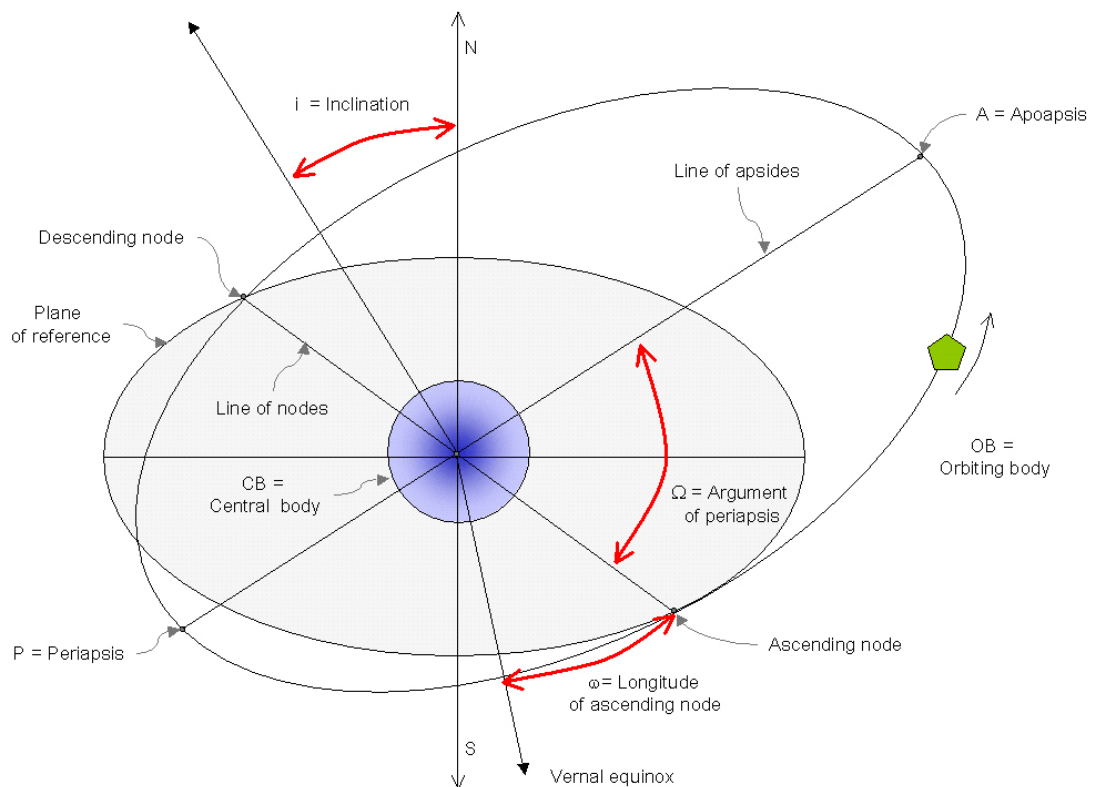 N
i = Inclination
A = Apoapsis
Line of apsides
Descending node
Plane
of reference
Line of nodes
CB =
Central body
OB =
Orbiting body
Ω = Argument
of periapsis
P = Periapsis
Ascending node
ω= Longitude
of ascending node
S
Vernal equinox